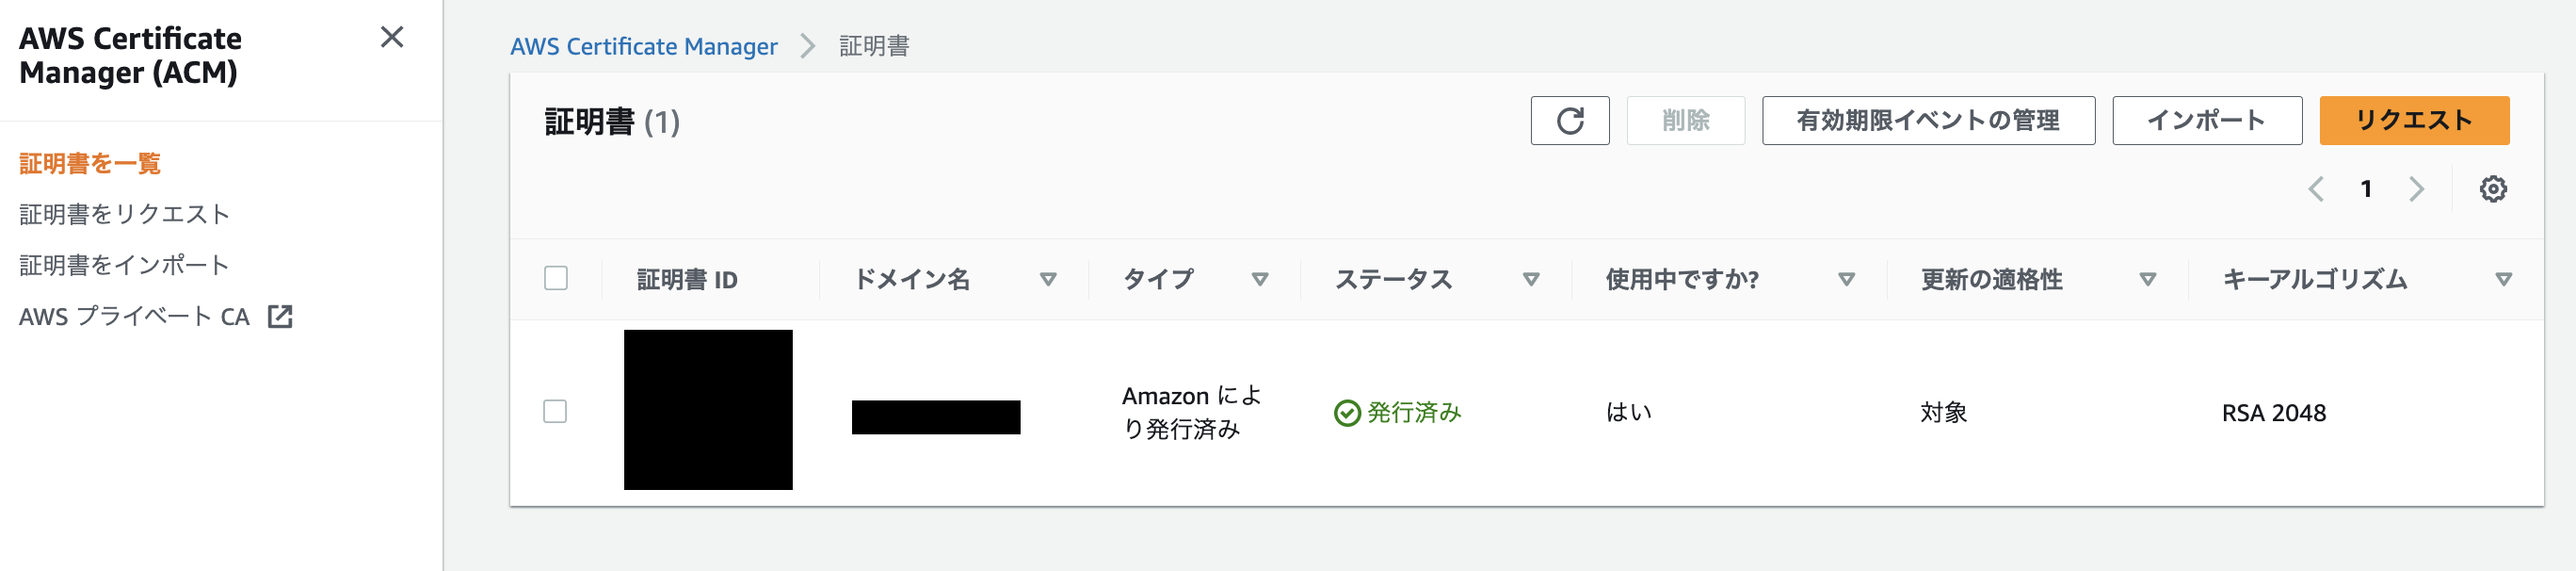 AWS Certificate
Manager (ACM)
証明書を一覧
証明書をリクエスト
証明書をインポート
AWS プライベート CA
AWS Certificate Manager > 証明書
証明書 (1)
削除
有効期限イベントの管理
インポート
リクエスト
1
証明書 ID
ドメイン名
タイプ
ステータス
使用中ですか?
更新の適格性
キーアルゴリズム
Amazon によ
り発行済み
発行済み
はい
対象
RSA 2048